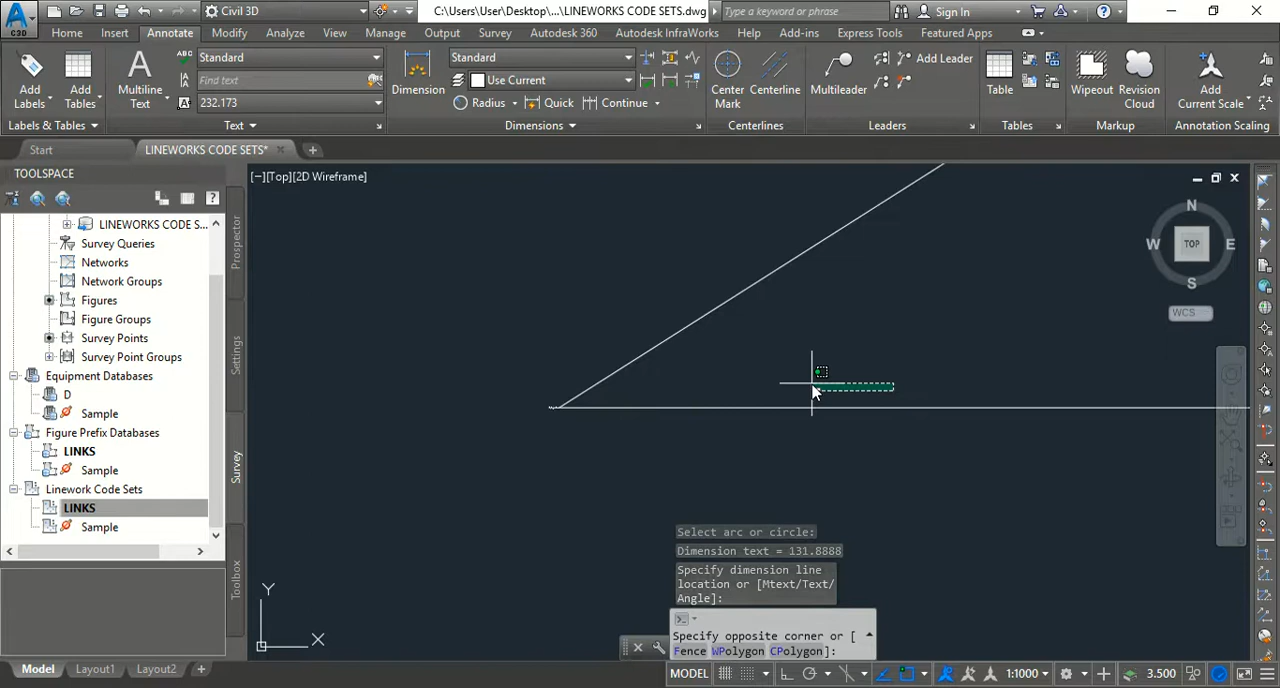 Civil 3D
C:\Users\User\Desktop\...\LINEWORKS CODE SETS.dwg
Type a keyword or phrase
Sign In
C3D
Home Insert Annotate Modify Analyze View Manage Output Survey Autodesk 360 Autodesk InfraWorks Help Add-ins Express Tools Featured Apps
Add Labels
Add Tables
Multiline Text
ABC
Standard
Find text
232.173
Dimension
Standard
Use Current
Radius
Quick
Continue
Center Mark
Centerline
Multileader
Add Leader
Table
Wipeout
Revision Cloud
Add Current Scale
Labels & Tables
Text
Dimensions
Centerlines
Leaders
Tables
Markup
Annotation Scaling
Start
LINEWORKS CODE SETS*
TOOLSPACE
[−][Top][2D Wireframe]
LINEWORKS CODE S...
Survey Queries
Networks
Network Groups
Figures
Figure Groups
Survey Points
Survey Point Groups
Equipment Databases
D
Sample
Figure Prefix Databases
LINKS
Sample
Linework Code Sets
LINKS
Sample
Prospector
Settings
Survey
Toolbox
N
W
TOP
E
S
WCS
Y
X
Select arc or circle:
Dimension text = 131.8888
Specify dimension line
location or [Mtext/Text/
Angle]:
Specify opposite corner or [
Fence WPolygon CPolygon]:
Model
Layout1
Layout2
MODEL
1:1000
3.500